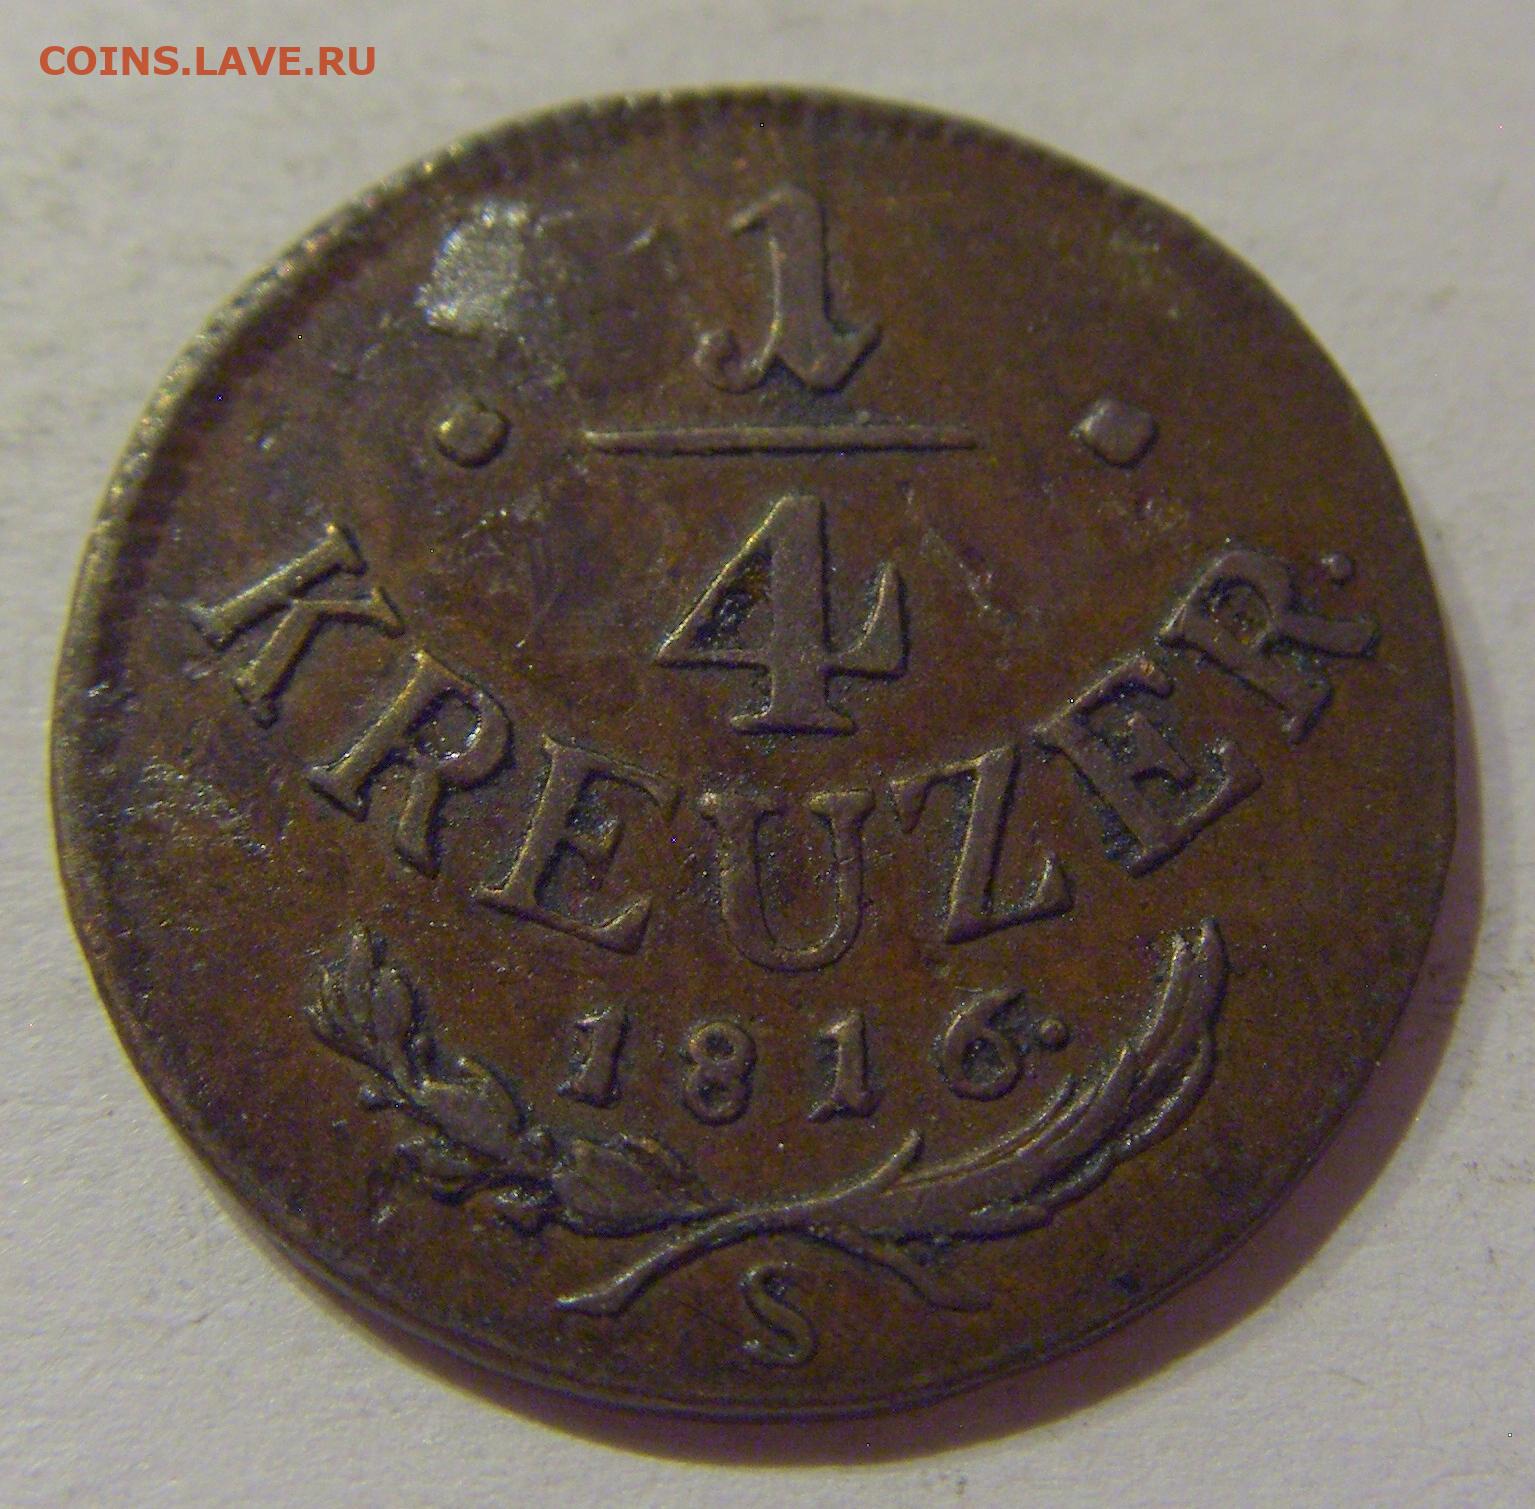 COINS.LAVE.RU
1
4
KREUZER.
1816.
S